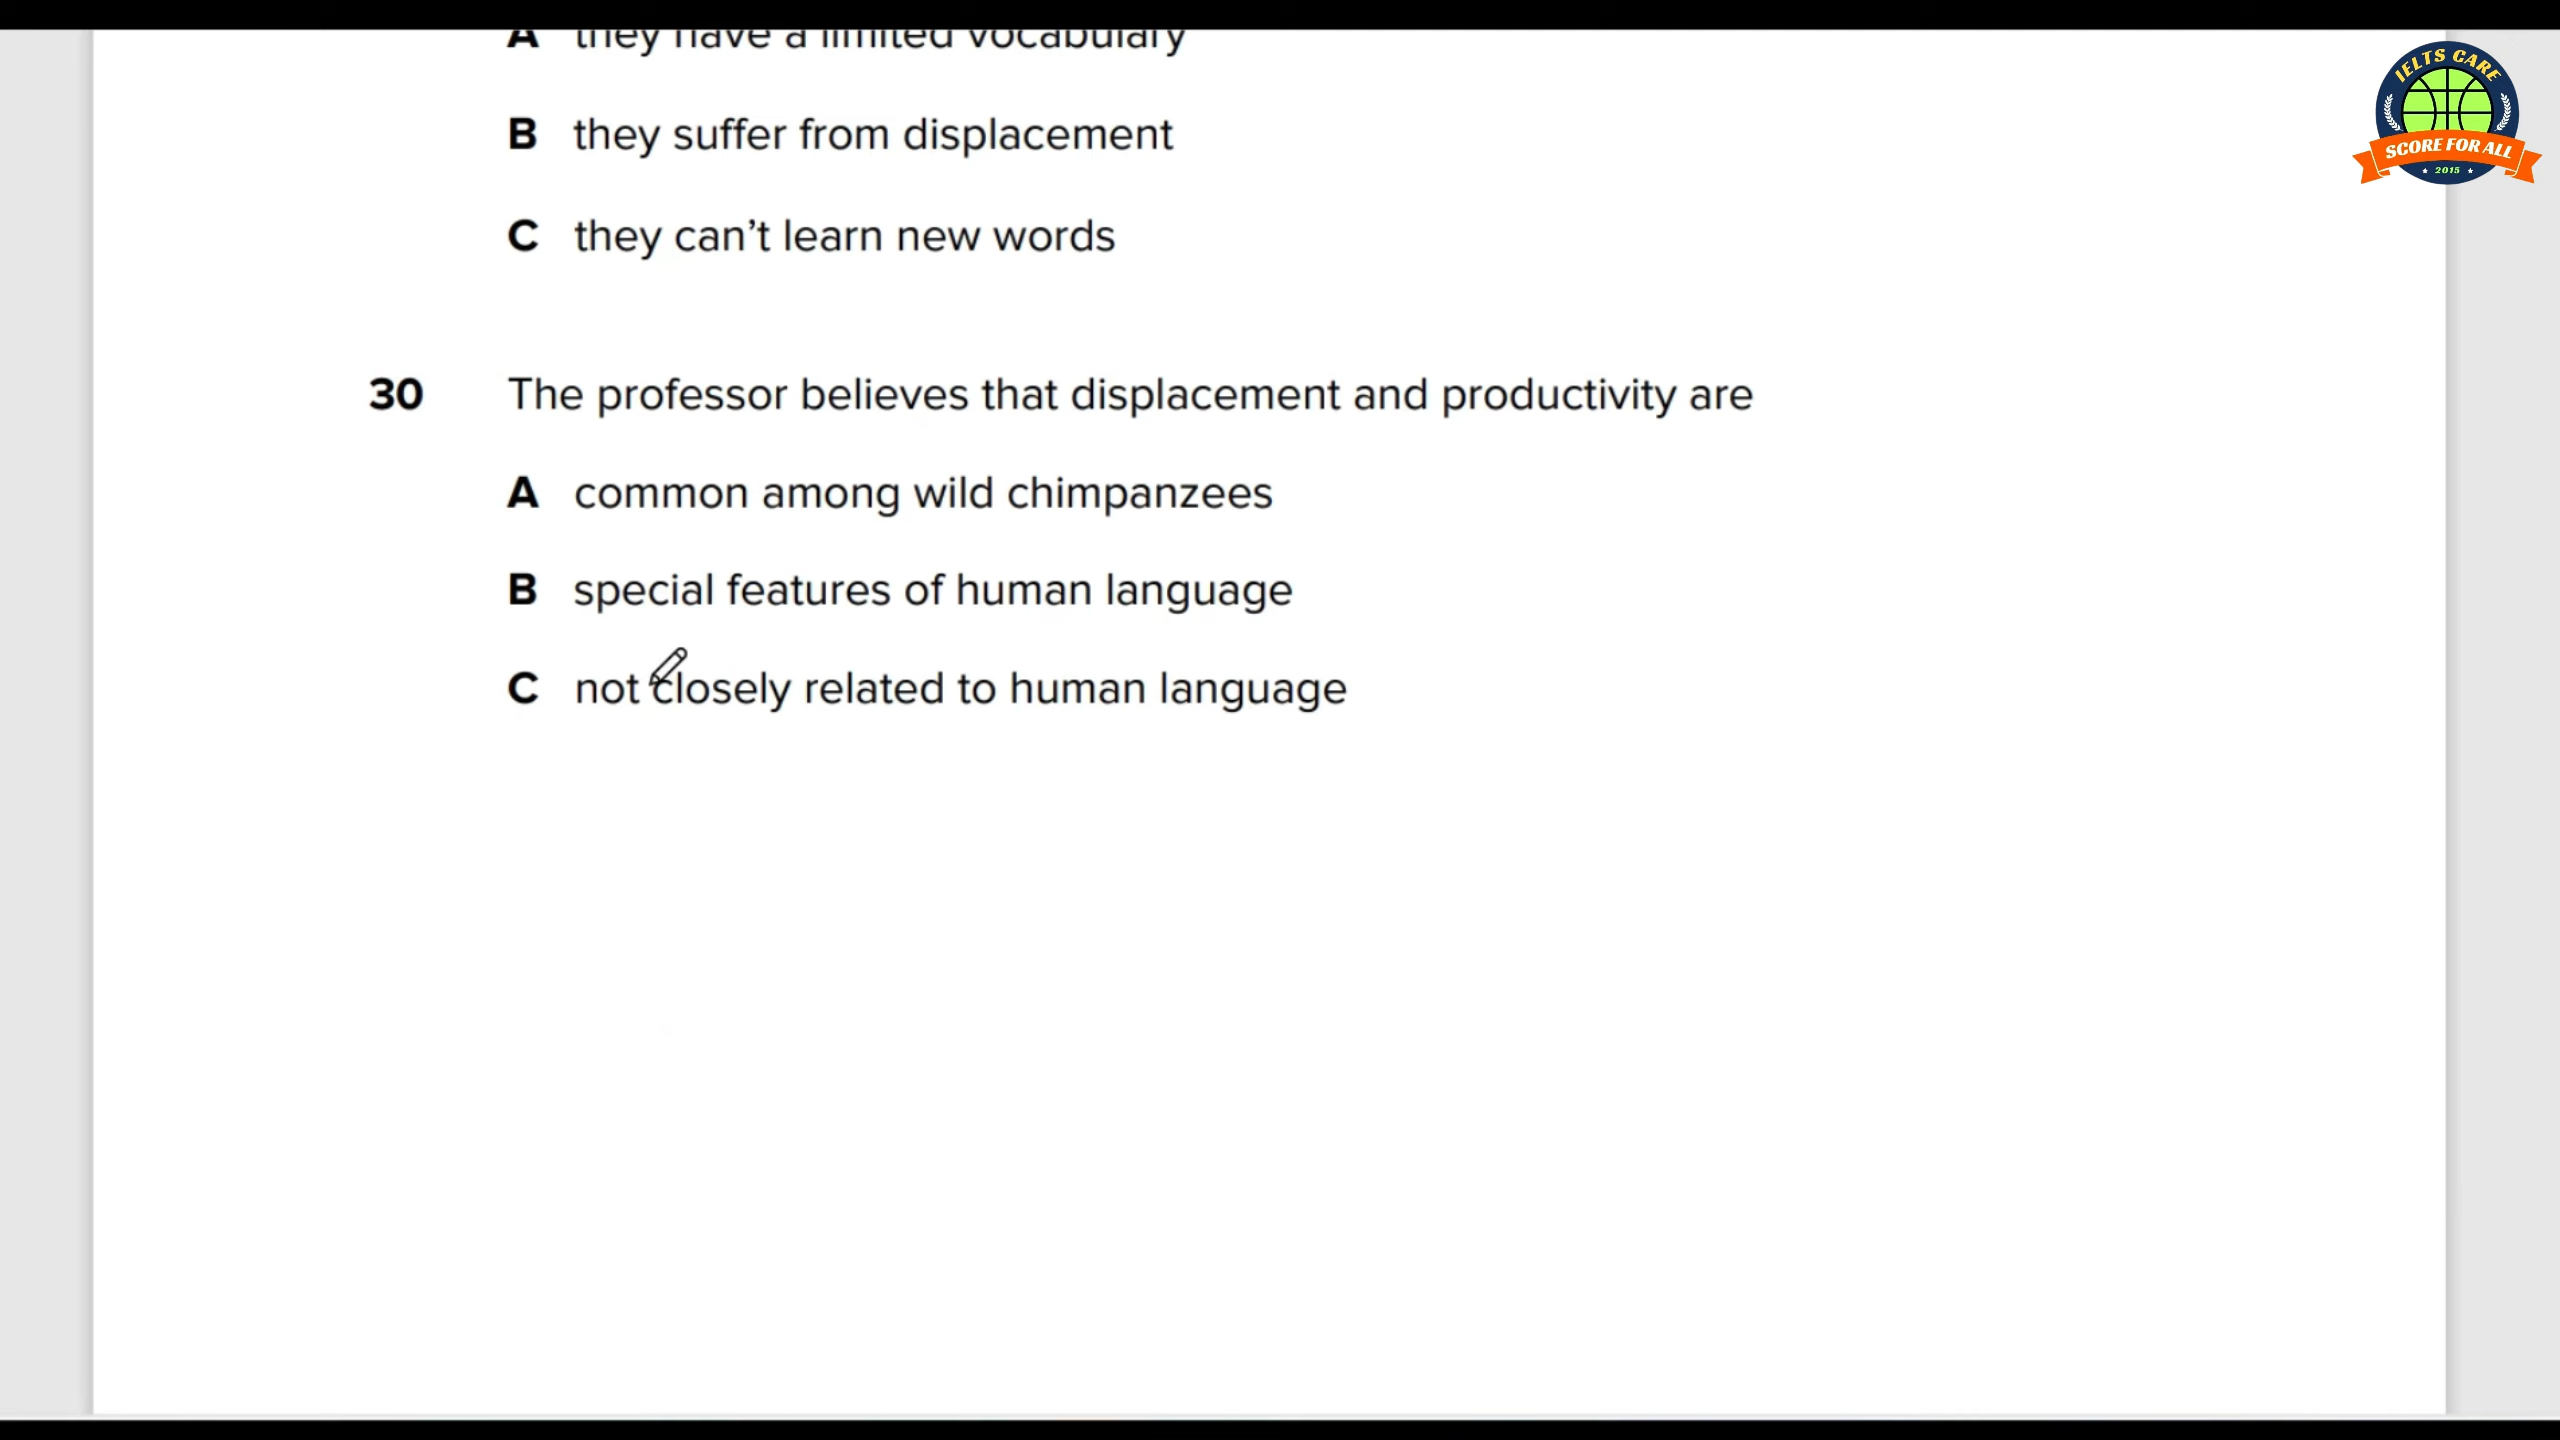 A they have a limited vocabulary
B they suffer from displacement
C they can't learn new words
30 The professor believes that displacement and productivity are
A common among wild chimpanzees
B special features of human language
C not closely related to human language
IELTS CARE
SCORE FOR ALL
2015